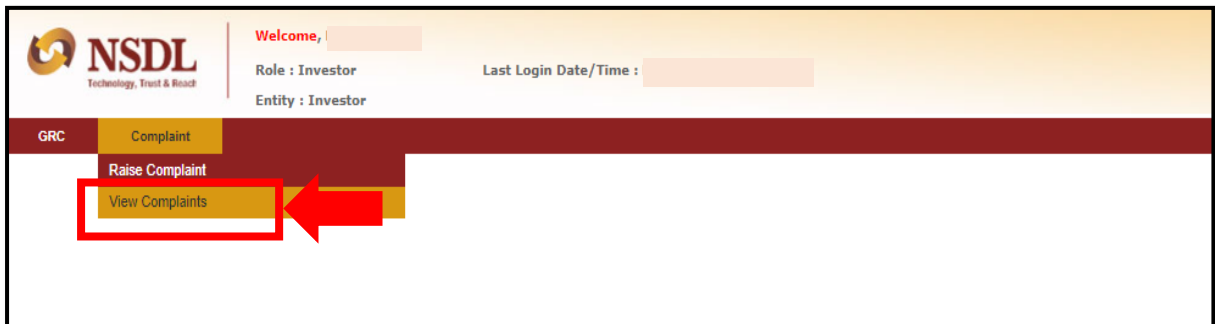 NSDL
Technology, Trust & Reach
Welcome,
Role : Investor
Last Login Date/Time :
Entity : Investor
GRC
Complaint
Raise Complaint
View Complaints